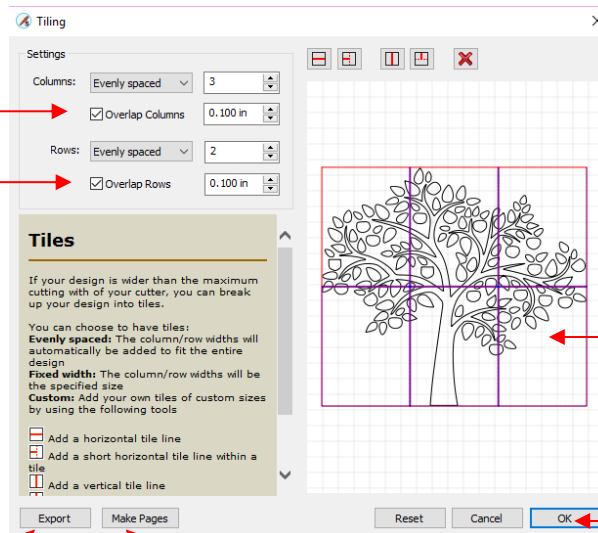 Tiling
Settings
Columns: Evenly spaced 3
Overlap Columns 0.100 in
Rows: Evenly spaced 2
Overlap Rows 0.100 in
Tiles
If your design is wider than the maximum
cutting with of your cutter, you can break
up your design into tiles.
You can choose to have tiles:
Evenly spaced: The column/row widths will
automatically be added to fit the entire
design
Fixed width: The column/row widths will be
the specified size
Custom: Add your own tiles of custom sizes
by using the following tools
Add a horizontal tile line
Add a short horizontal tile line within a
tile
Add a vertical tile line
Export Make Pages Reset Cancel OK